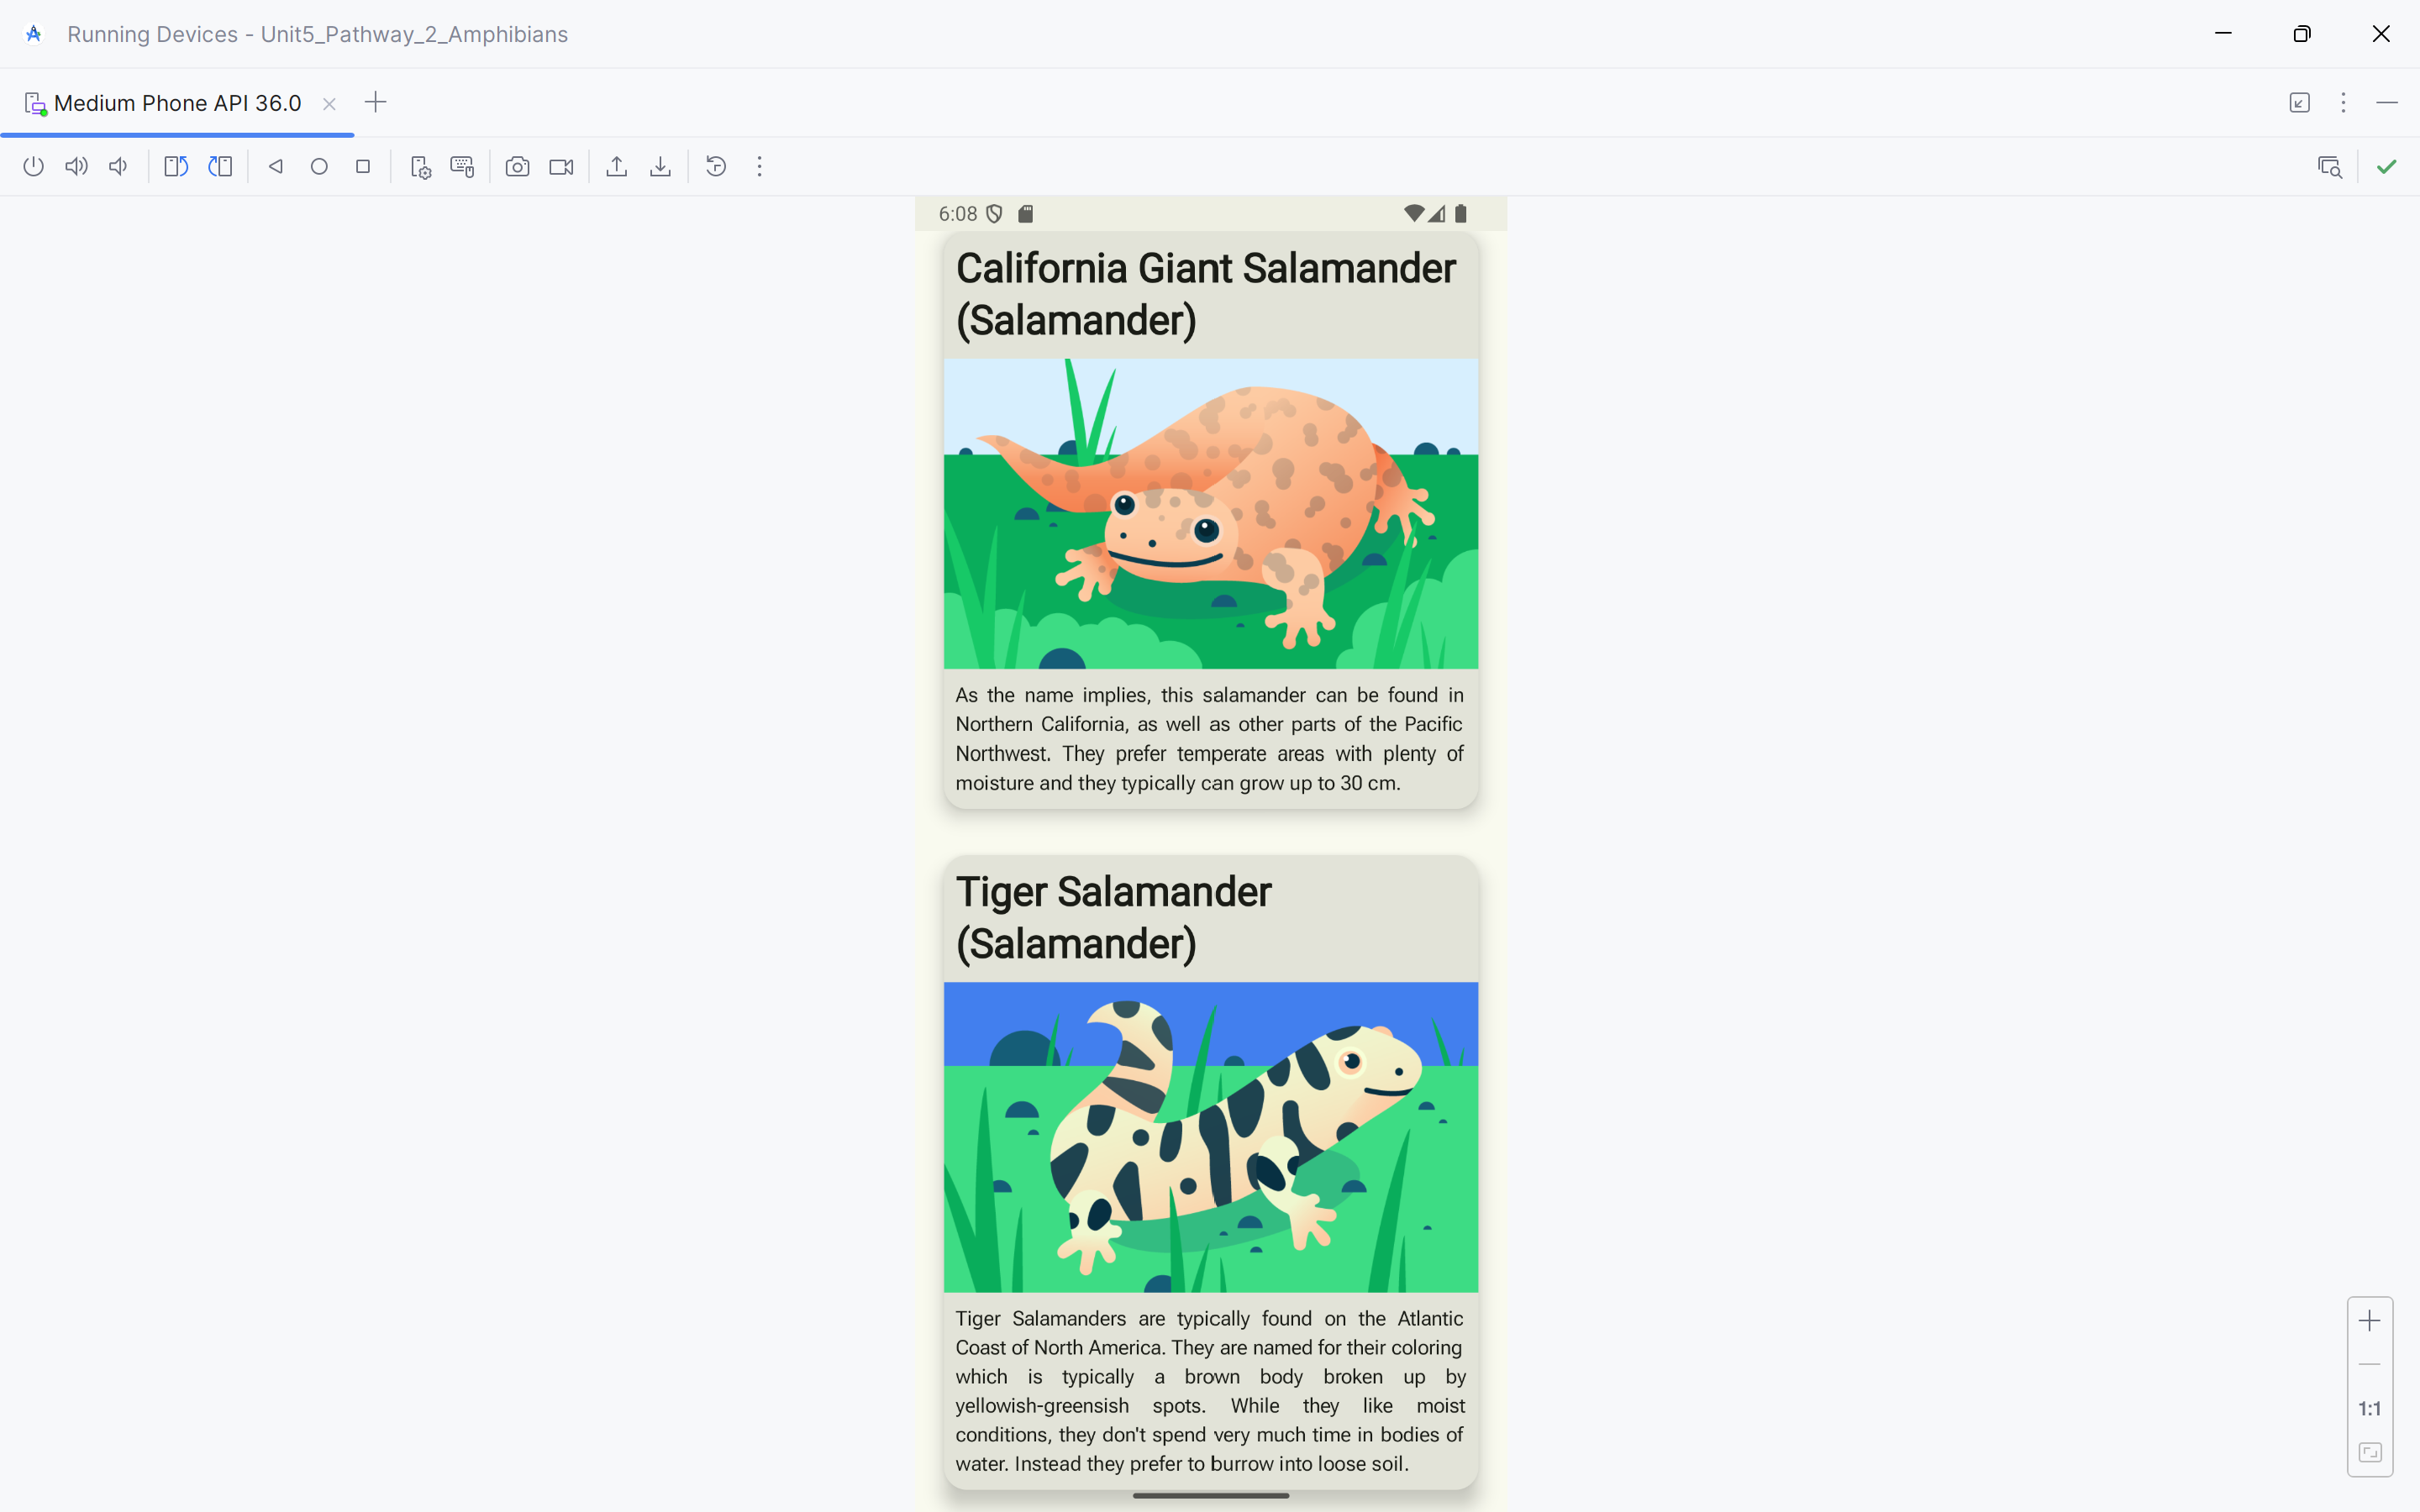 Running Devices - Unit5_Pathway_2_Amphibians
Medium Phone API 36.0
6:08
California Giant Salamander
(Salamander)
As the name implies, this salamander can be found in
Northern California, as well as other parts of the Pacific
Northwest. They prefer temperate areas with plenty of
moisture and they typically can grow up to 30 cm.
Tiger Salamander
(Salamander)
Tiger Salamanders are typically found on the Atlantic
Coast of North America. They are named for their coloring
which is typically a brown body broken up by
yellowish-greensish spots. While they like moist
conditions, they don't spend very much time in bodies of
water. Instead they prefer to burrow into loose soil.
1:1